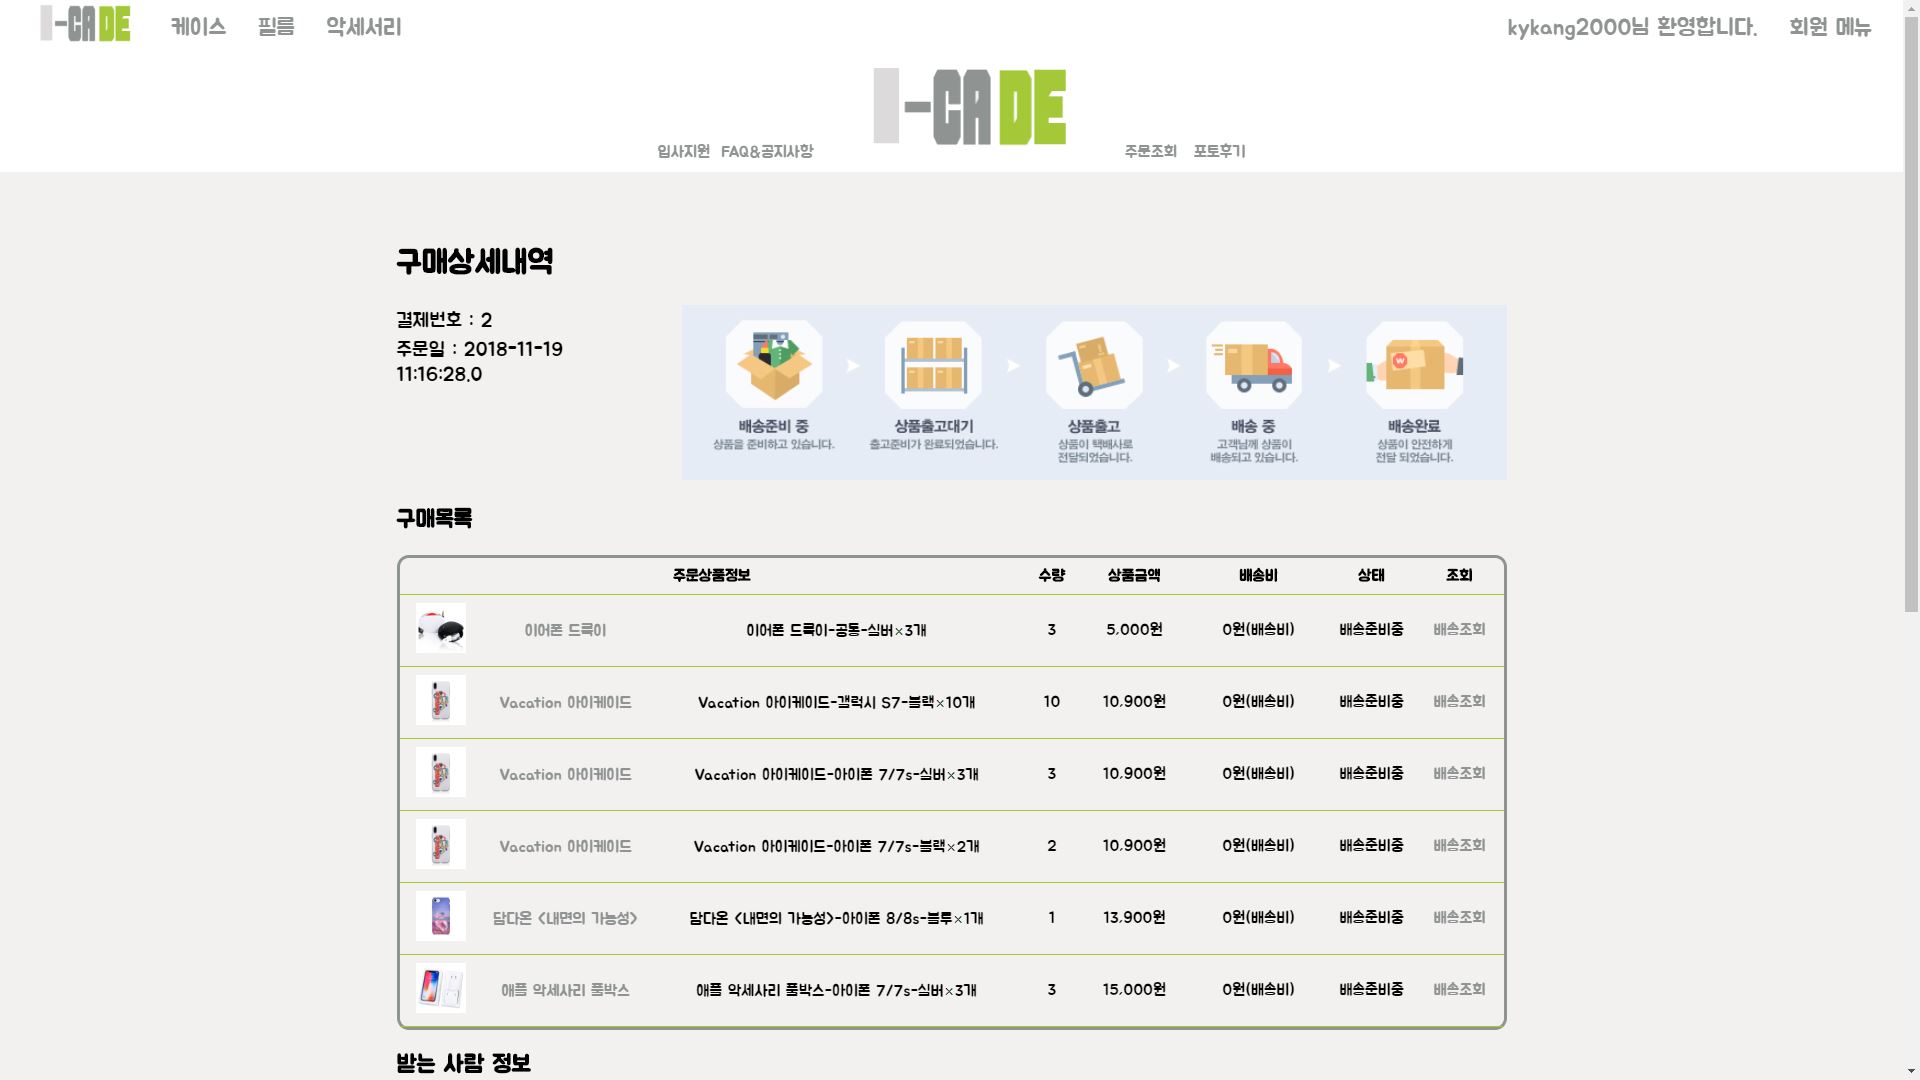 I-CADE 케이스 필름 악세서리 kykang2000님 환영합니다. 회원 메뉴
I-CADE
입사지원 FAQ&공지사항 주문조회 포토후기
구매상세내역
결제번호 : 2
주문일 : 2018-11-19
11:16:28.0
배송준비 중
상품을 준비하고 있습니다.
상품출고대기
출고준비가 완료되었습니다.
상품출고
상품이 택배사로
전달되었습니다.
배송 중
고객님께 상품이
배송되고 있습니다.
배송완료
상품이 안전하게
전달 되었습니다.
구매목록
주문상품정보 수량 상품금액 배송비 상태 조회
이어폰 드륵이 이어폰 드륵이-공통-실버×3개 3 5,000원 0원(배송비) 배송준비중 배송조회
Vacation 아이케이드 Vacation 아이케이드-갤럭시 S7-블랙×10개 10 10,900원 0원(배송비) 배송준비중 배송조회
Vacation 아이케이드 Vacation 아이케이드-아이폰 7/7s-실버×3개 3 10,900원 0원(배송비) 배송준비중 배송조회
Vacation 아이케이드 Vacation 아이케이드-아이폰 7/7s-블랙×2개 2 10,900원 0원(배송비) 배송준비중 배송조회
담다온 <내면의 가능성> 담다온 <내면의 가능성>-아이폰 8/8s-블루×1개 1 13,900원 0원(배송비) 배송준비중 배송조회
애플 악세사리 풀박스 애플 악세사리 풀박스-아이폰 7/7s-실버×3개 3 15,000원 0원(배송비) 배송준비중 배송조회
받는 사람 정보